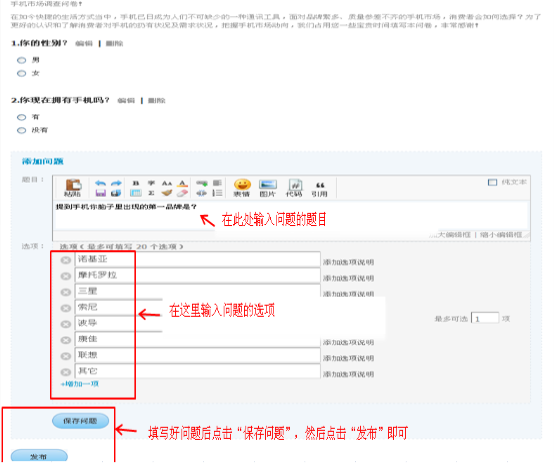 手机市场调查问卷!
在如今快捷的生活方式当中，手机已日成为人们不可缺少的一种通讯工具，面对品牌繁多、质量参差不齐的手机市场，消费者会如何选择？为了
更好的认识和了解消费者对手机的拥有状况及需求状况，把握手机市场动向，我们占用您一些宝贵时间填写本问卷，非常感谢!
1.你的性别？ 编辑 | 删除
男
女
2.你现在拥有手机吗？ 编辑 | 删除
有
没有
添加问题
题目：
粘贴 表情 图片 代码 引用 纯文本
提到手机你脑子里出现的第一品牌是？
在此处输入问题的题目
大编辑框 | 缩小编辑框
选项： 选项（最多可填写 20 个选项）
诺基亚 添加选项说明
摩托罗拉 添加选项说明
三星 添加选项说明
索尼
在这里输入问题的选项
波导
最多可选 1 项
康佳 添加选项说明
联想 添加选项说明
其它 添加选项说明
+增加一项
保存问题
填写好问题后点击“保存问题”，然后点击“发布”即可
发布